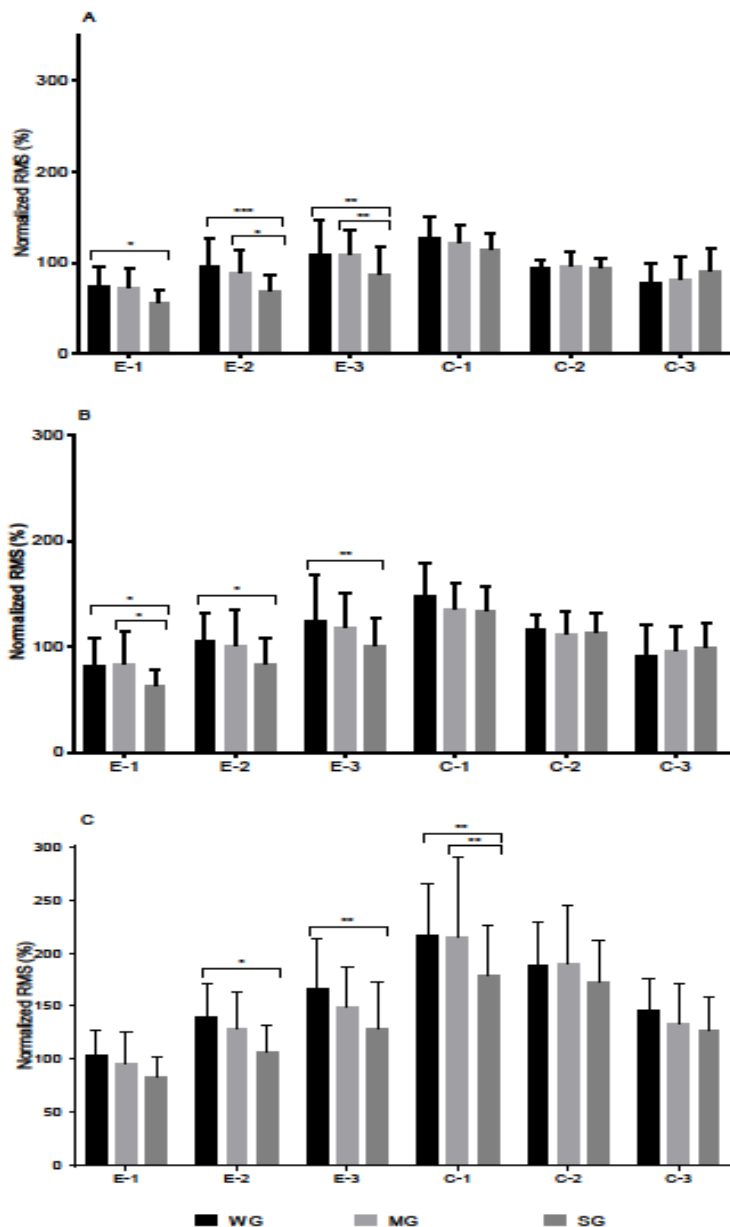 A
Normalized RMS (%)
300
200
100
0
*
***
*
**
**
E-1 E-2 E-3 C-1 C-2 C-3
B
Normalized RMS (%)
300
200
100
0
*
*
*
**
E-1 E-2 E-3 C-1 C-2 C-3
C
Normalized RMS (%)
300
250
200
150
100
50
0
*
**
**
**
E-1 E-2 E-3 C-1 C-2 C-3
WG MG SG